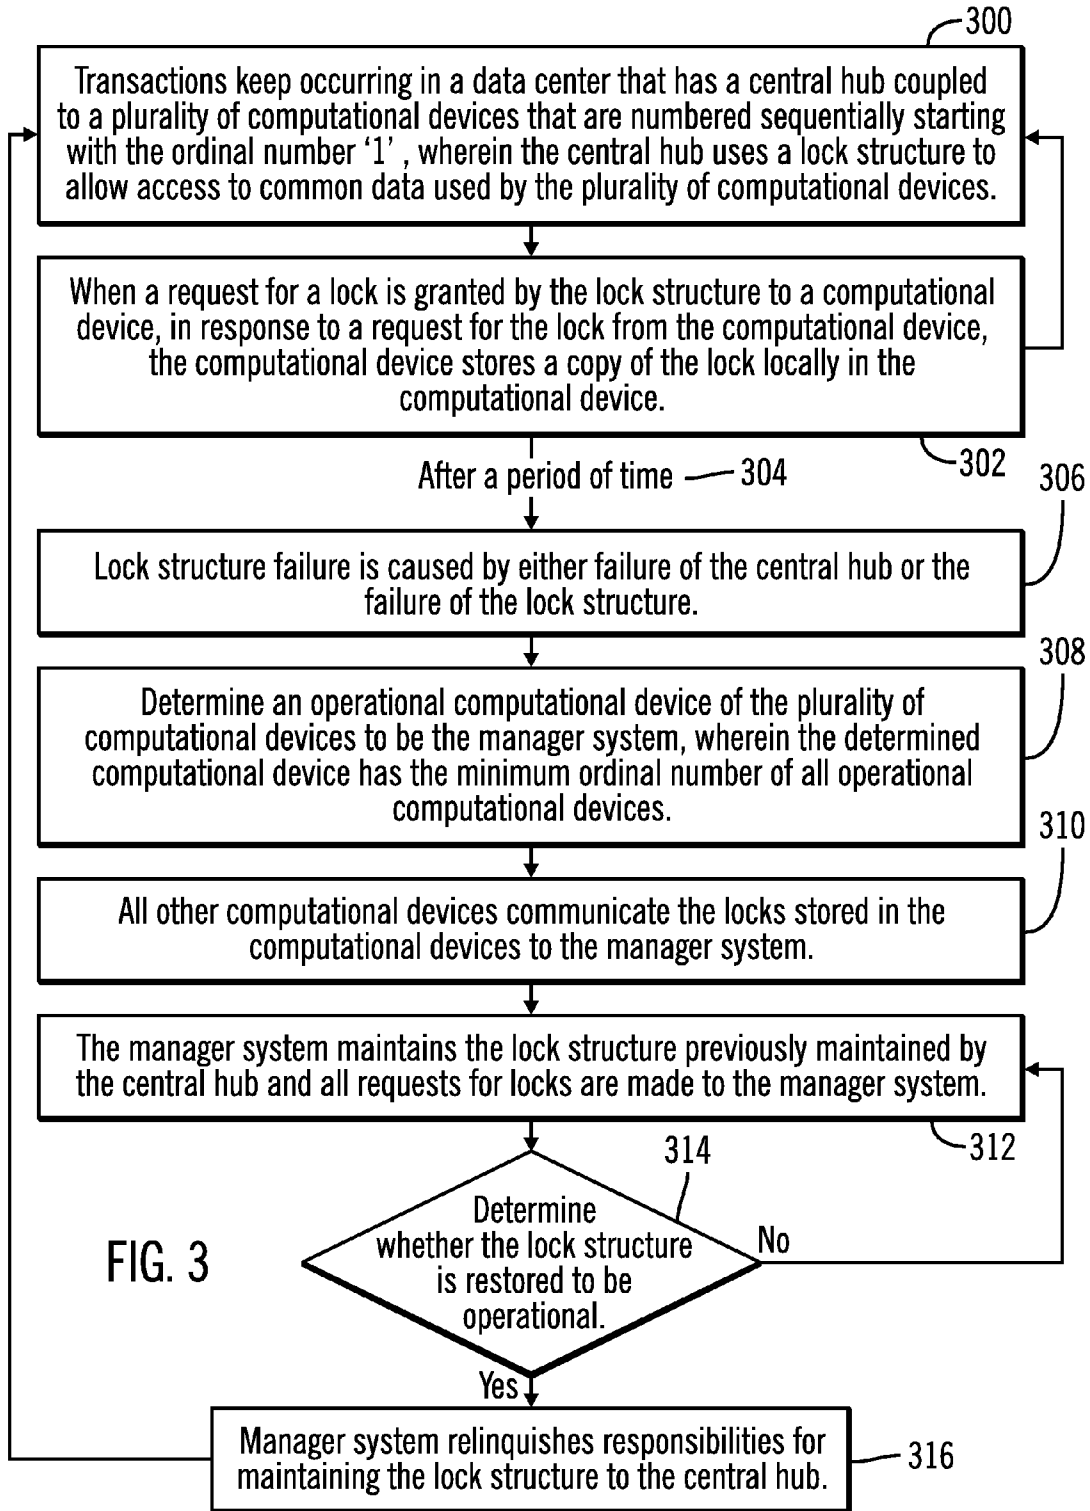 300
Transactions keep occurring in a data center that has a central hub coupled
to a plurality of computational devices that are numbered sequentially starting
with the ordinal number ‘1’ , wherein the central hub uses a lock structure to
allow access to common data used by the plurality of computational devices.
When a request for a lock is granted by the lock structure to a computational
device, in response to a request for the lock from the computational device,
the computational device stores a copy of the lock locally in the
computational device.
302
After a period of time
304
306
Lock structure failure is caused by either failure of the central hub or the
failure of the lock structure.
308
Determine an operational computational device of the plurality of
computational devices to be the manager system, wherein the determined
computational device has the minimum ordinal number of all operational
computational devices.
310
All other computational devices communicate the locks stored in the
computational devices to the manager system.
The manager system maintains the lock structure previously maintained by
the central hub and all requests for locks are made to the manager system.
312
314
Determine
whether the lock structure
is restored to be
operational.
No
FIG. 3
Yes
Manager system relinquishes responsibilities for
maintaining the lock structure to the central hub.
316